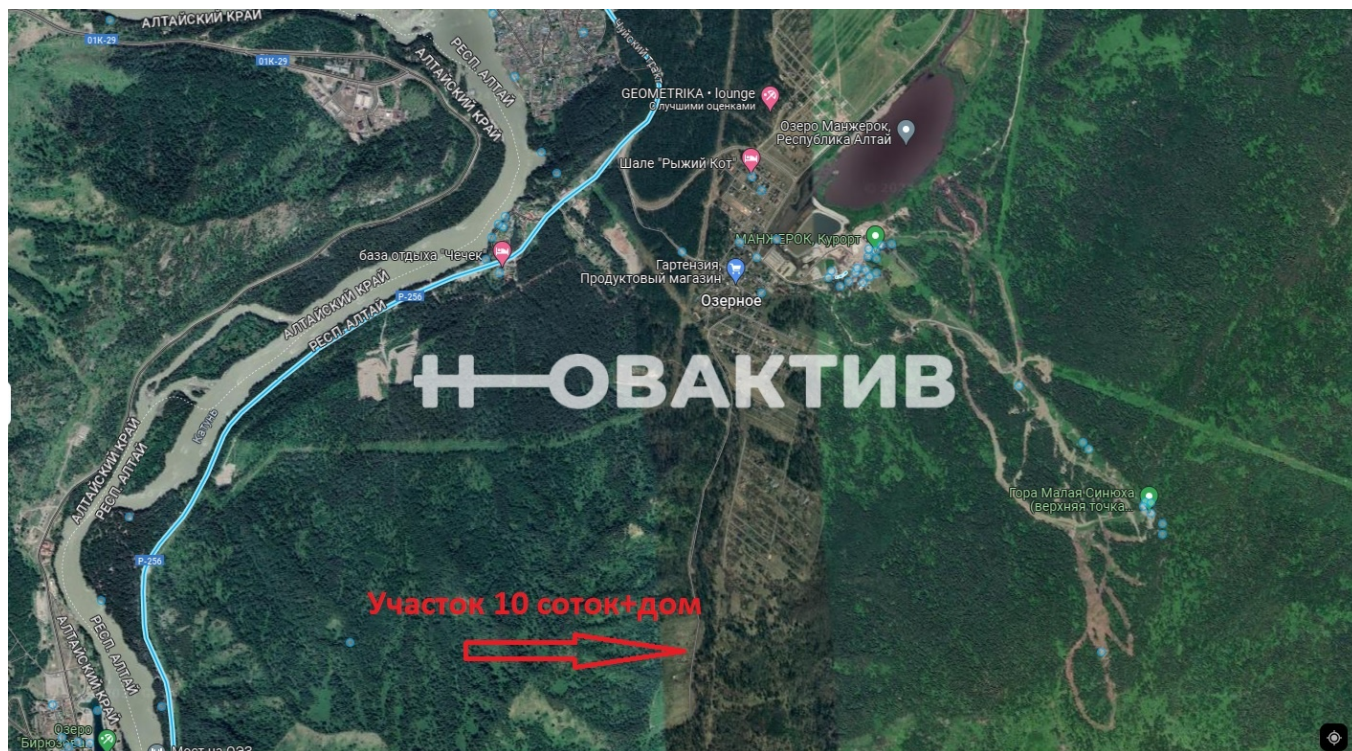 АЛТАЙСКИЙ КРАЙ
01К-29
01К-29
РЕСП. АЛТАЙ
АЛТАЙСКИЙ КРАЙ
Чуйский тракт
GEOMETRIKA • lounge
С лучшими оценками
Озеро Манжерок,
Республика Алтай
Шале "Рыжий Кот"
МАНЖЕРОК, Курорт
база отдыха "Чечек"
Гартензия,
Продуктовый магазин
Озерное
АЛТАЙСКИЙ КРАЙ
РЕСП. АЛТАЙ
Р-256
НОВАКТИВ
Катунь
АЛТАЙСКИЙ КРАЙ
РЕСП. АЛТАЙ
Гора Малая Синюха
(верхняя точка...
Р-256
Участок 10 соток+дом
РЕСП. АЛТАЙ
АЛТАЙСКИЙ КРАЙ
Озеро
Мост на ОЭЗ